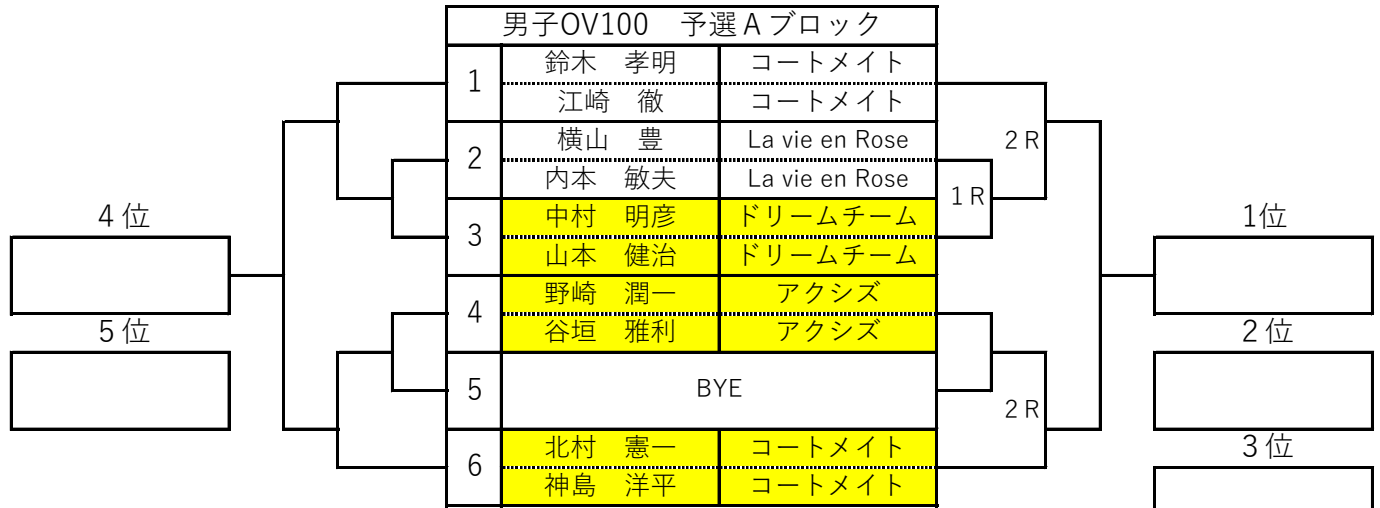 男子OV100　予選Ａブロック
1
鈴木　孝明　コートメイト
江崎　徹　コートメイト
2
横山　豊　La vie en Rose
内本　敏夫　La vie en Rose
3
中村　明彦　ドリームチーム
山本　健治　ドリームチーム
4
野崎　潤一　アクシズ
谷垣　雅利　アクシズ
5
BYE
6
北村　憲一　コートメイト
神島　洋平　コートメイト
４位
５位
１Ｒ
２Ｒ
２Ｒ
1位
２位
３位